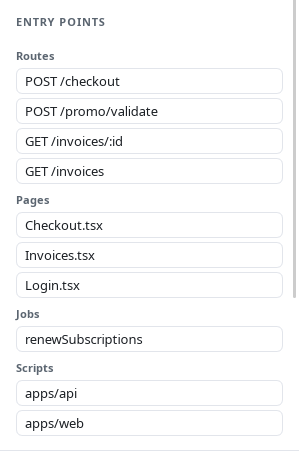 ENTRY POINTS
Routes
POST /checkout
POST /promo/validate
GET /invoices/:id
GET /invoices
Pages
Checkout.tsx
Invoices.tsx
Login.tsx
Jobs
renewSubscriptions
Scripts
apps/api
apps/web